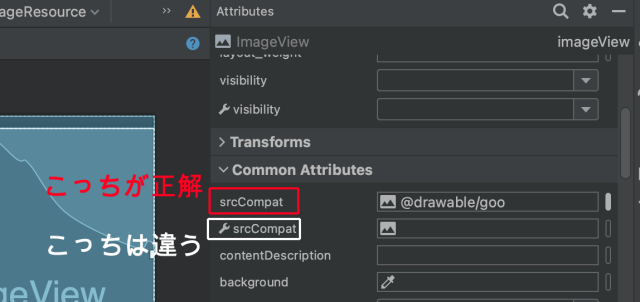 ageResource
Attributes
ImageView
imageView
layout_weight
visibility
visibility
Transforms
Common Attributes
こっちが正解
srcCompat
@drawable/goo
こっちは違う
srcCompat
contentDescription
background
ageView